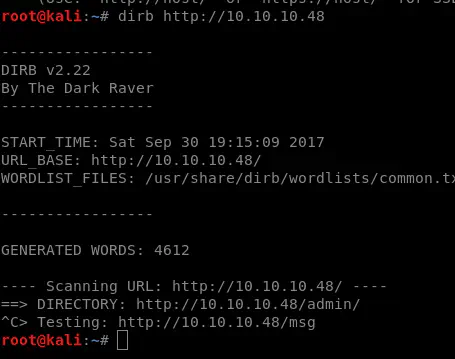 root@kali:~# dirb http://10.10.10.48
-----------------
DIRB v2.22
By The Dark Raver
-----------------
START_TIME: Sat Sep 30 19:15:09 2017
URL_BASE: http://10.10.10.48/
WORDLIST_FILES: /usr/share/dirb/wordlists/common.tx
-----------------
GENERATED WORDS: 4612
---- Scanning URL: http://10.10.10.48/ ----
==> DIRECTORY: http://10.10.10.48/admin/
^C> Testing: http://10.10.10.48/msg
root@kali:~#